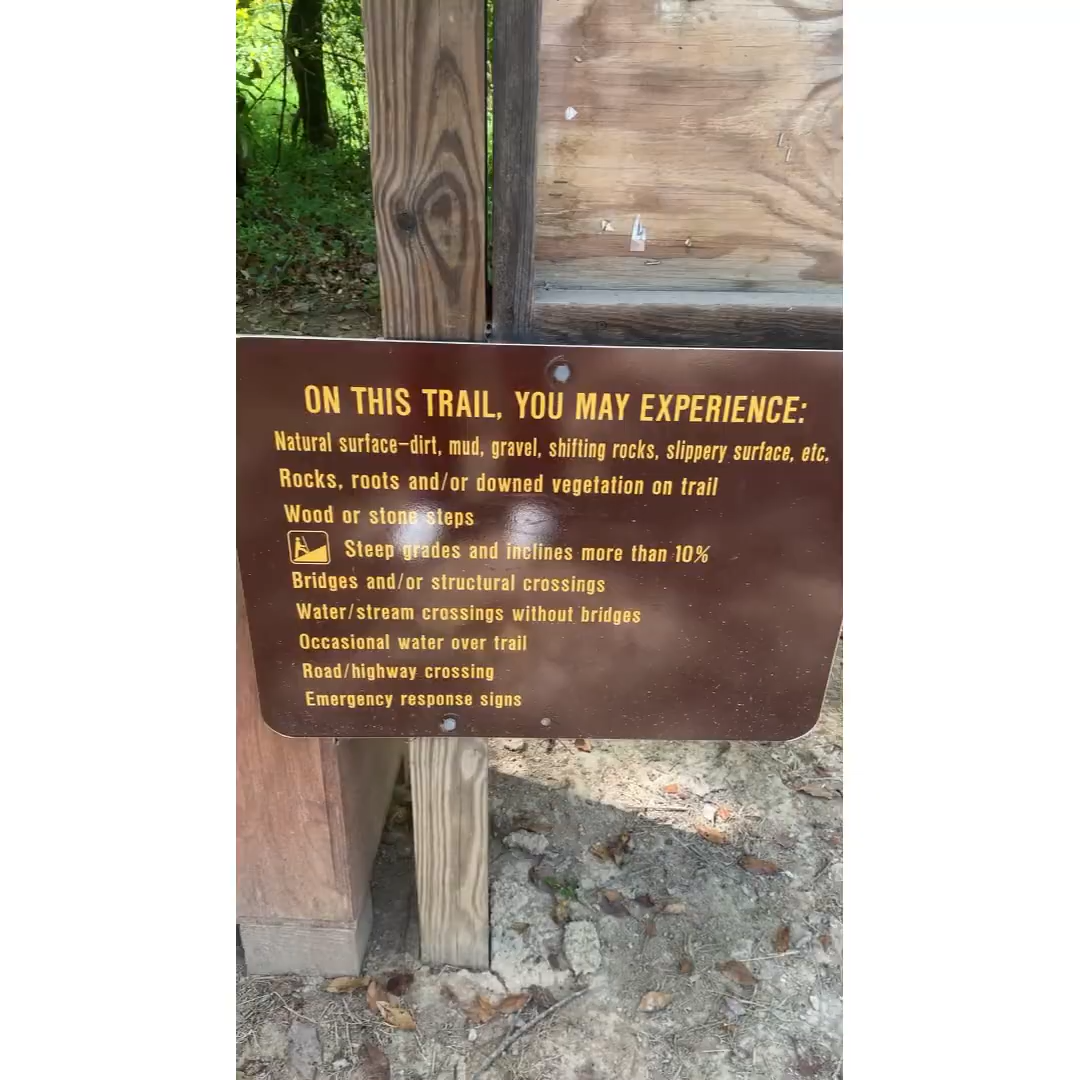 ON THIS TRAIL, YOU MAY EXPERIENCE:
Natural surface–dirt, mud, gravel, shifting rocks, slippery surface, etc.
Rocks, roots and/or downed vegetation on trail
Wood or stone steps
Steep grades and inclines more than 10%
Bridges and/or structural crossings
Water/stream crossings without bridges
Occasional water over trail
Road/highway crossing
Emergency response signs